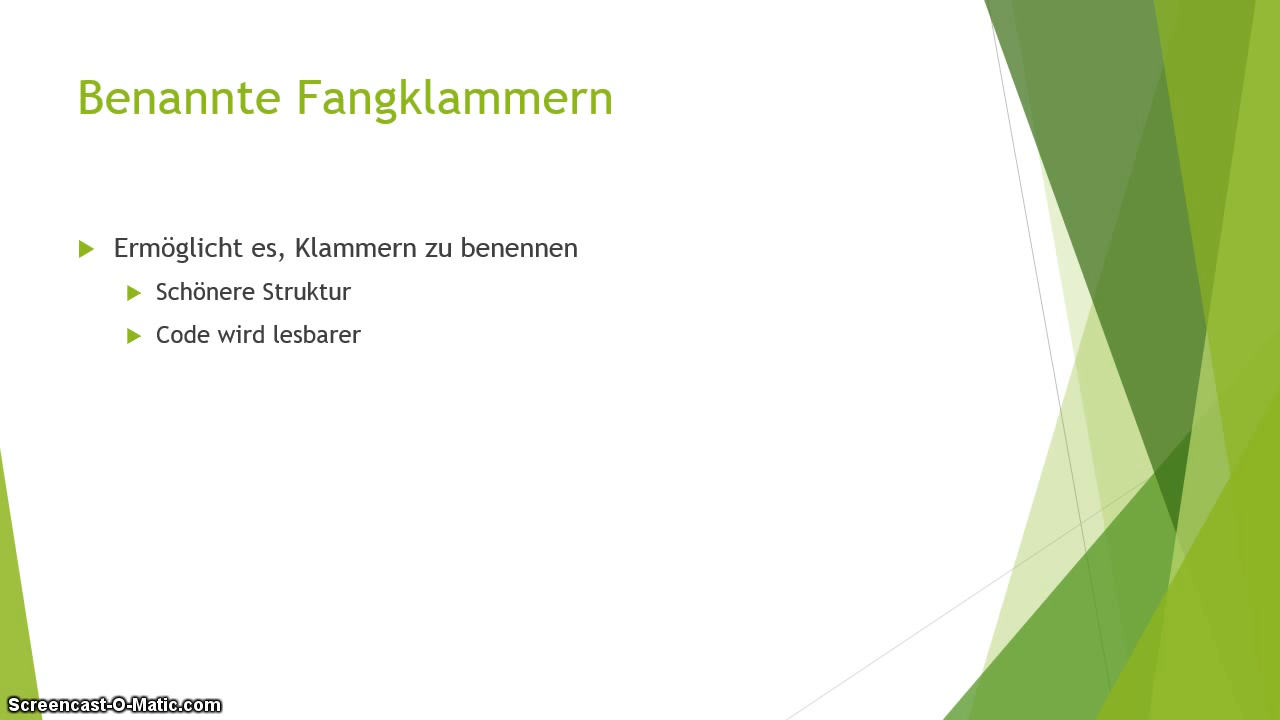 Benannte Fangklammern
Ermöglicht es, Klammern zu benennen
Schönere Struktur
Code wird lesbarer
Screencast-O-Matic.com